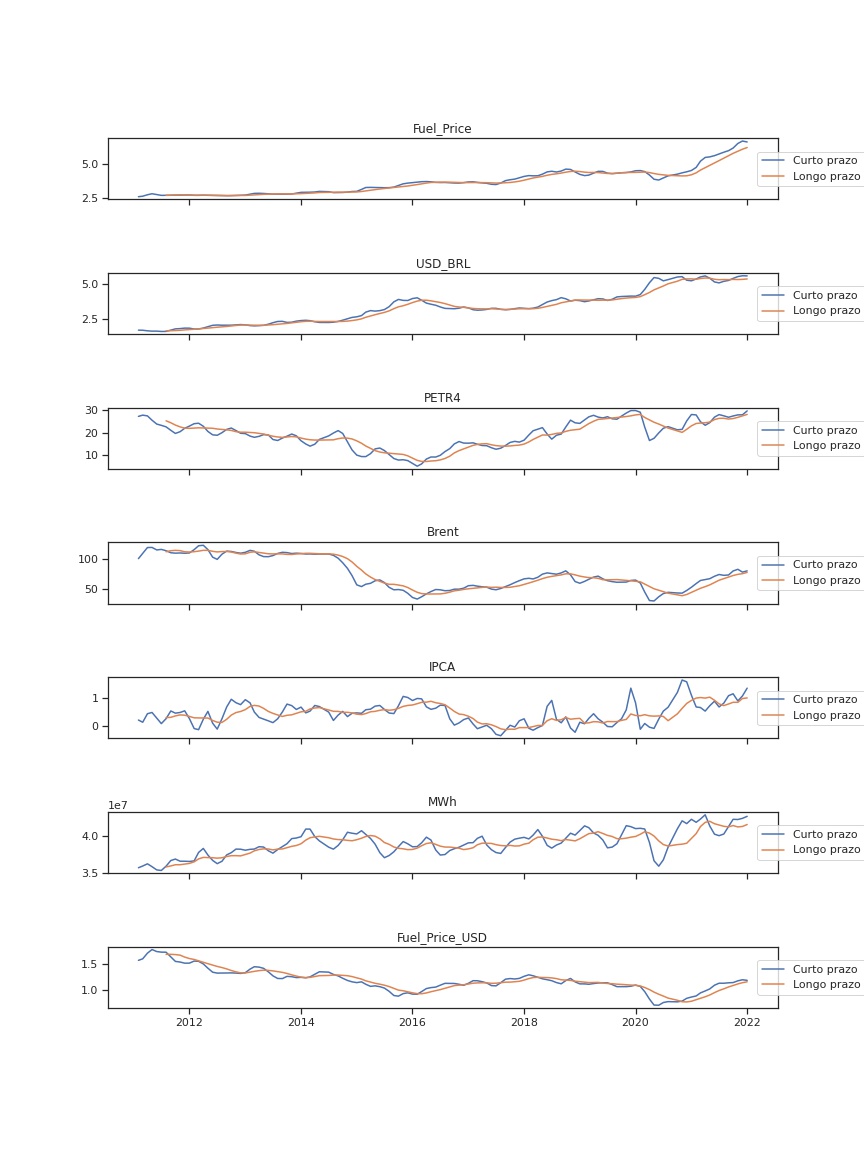 Fuel_Price
5.0
2.5
Curto prazo
Longo prazo
USD_BRL
5.0
2.5
Curto prazo
Longo prazo
PETR4
30
20
10
Curto prazo
Longo prazo
Brent
100
50
Curto prazo
Longo prazo
IPCA
1
0
Curto prazo
Longo prazo
MWh
1e7
4.0
3.5
Curto prazo
Longo prazo
Fuel_Price_USD
1.5
1.0
Curto prazo
Longo prazo
2012 2014 2016 2018 2020 2022